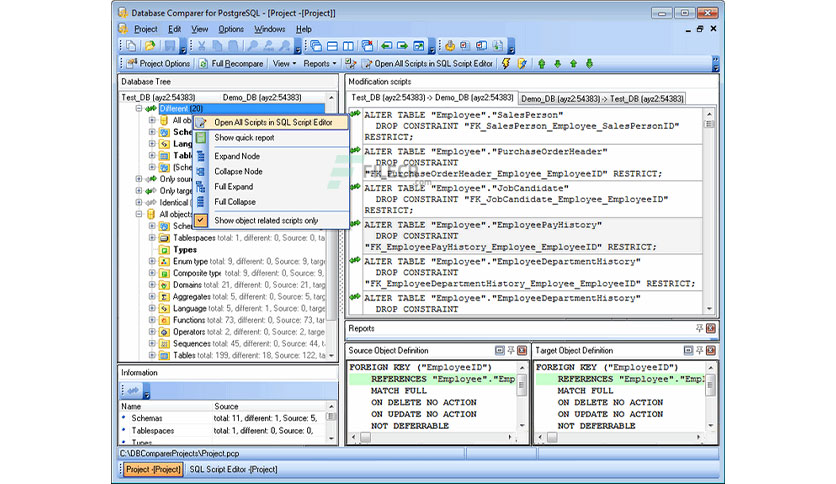 Database Comparer for PostgreSQL - [Project -[Project]]
Project Edit View Options Windows Help
Project Options Full Recompare View Reports Open All Scripts in SQL Script Editor
Database Tree
Test_DB (ayz2:54383) Demo_DB (ayz2:54383)
Different (20)
All ob
Sche
Lang
Table
(Sche
Only sourc
Only targe
Identical (
All objects
Sche
Tablespaces total: 1, different: 0, Source: 0, tar
Types
Enum type total: 9, different: 0, Source: 9, targe
Composite type total: 9, different: 0, Source: 9,
Domains total: 21, different: 0, Source: 21, targ
Aggregates total: 5, different: 0, Source: 5, targ
Language total: 5, different: 1, Source: 5, targe
Functions total: 73, different: 0, Source: 73, tar
Operators total: 2, different: 0, Source: 2, targe
Sequences total: 45, different: 0, Source: 44, ta
Tables total: 199, different: 18, Source: 122, ta
Open All Scripts in SQL Script Editor
Show quick report
Expand Node
Collapse Node
Full Expand
Full Collapse
Show object related scripts only
Information
Name Source
Schemas total: 11, different: 1, Source: 5,
Tablespaces total: 1, different: 0, Source: 0,
Types
Modification scripts
Test_DB (ayz2:54383) -> Demo_DB (ayz2:54383) Demo_DB (ayz2:54383) -> Test_DB (ayz2:54383)
ALTER TABLE "Employee"."SalesPerson"
DROP CONSTRAINT "FK_SalesPerson_Employee_SalesPersonID"
RESTRICT;
ALTER TABLE "Employee"."PurchaseOrderHeader"
DROP CONSTRAINT
"FK_PurchaseOrderHeader_Employee_EmployeeID" RESTRICT;
ALTER TABLE "Employee"."JobCandidate"
DROP CONSTRAINT "FK_JobCandidate_Employee_EmployeeID"
RESTRICT;
ALTER TABLE "Employee"."EmployeePayHistory"
DROP CONSTRAINT
"FK_EmployeePayHistory_Employee_EmployeeID" RESTRICT;
ALTER TABLE "Employee"."EmployeeDepartmentHistory"
DROP CONSTRAINT
"FK_EmployeeDepartmentHistory_Employee_EmployeeID" RESTRICT;
ALTER TABLE "Employee"."EmployeeDepartmentHistory"
DROP CONSTRAINT
FILECR
.com
Reports
Source Object Definition
FOREIGN KEY ("EmployeeID")
REFERENCES "Employee"."Emp
MATCH FULL
ON DELETE NO ACTION
ON UPDATE NO ACTION
NOT DEFERRABLE
Target Object Definition
FOREIGN KEY ("EmployeeID")
REFERENCES "Employee"."Empl
MATCH FULL
ON DELETE NO ACTION
ON UPDATE NO ACTION
NOT DEFERRABLE
C:\DBComparerProjects\Project.pcp
Project -[Project] SQL Script Editor -[Project]